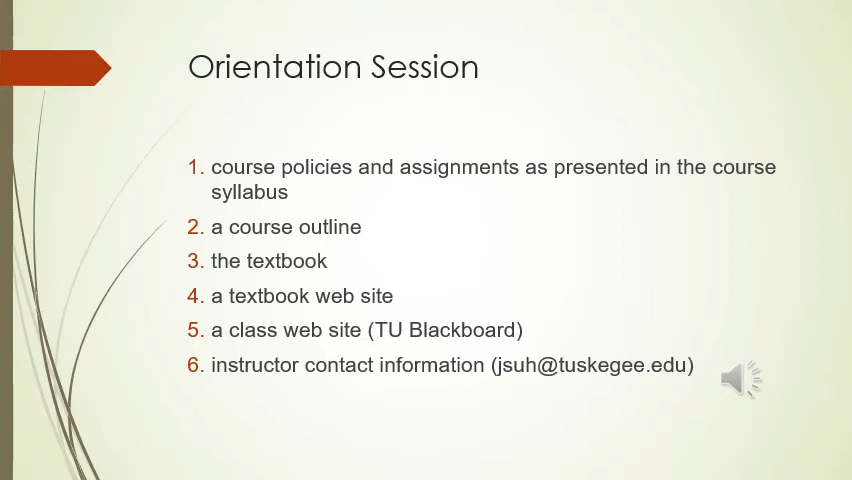 Orientation Session
1. course policies and assignments as presented in the course
syllabus
2. a course outline
3. the textbook
4. a textbook web site
5. a class web site (TU Blackboard)
6. instructor contact information (jsuh@tuskegee.edu)